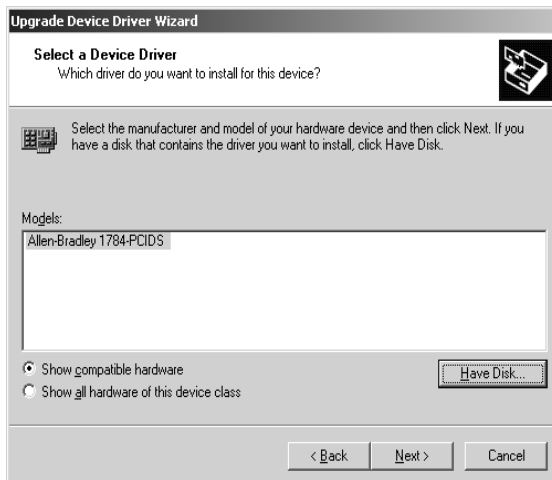 Upgrade Device Driver Wizard
Select a Device Driver
Which driver do you want to install for this device?
Select the manufacturer and model of your hardware device and then click Next. If you
have a disk that contains the driver you want to install, click Have Disk.
Models:
Allen-Bradley 1784-PCIDS
Show compatible hardware
Show all hardware of this device class
Have Disk...
< Back
Next >
Cancel